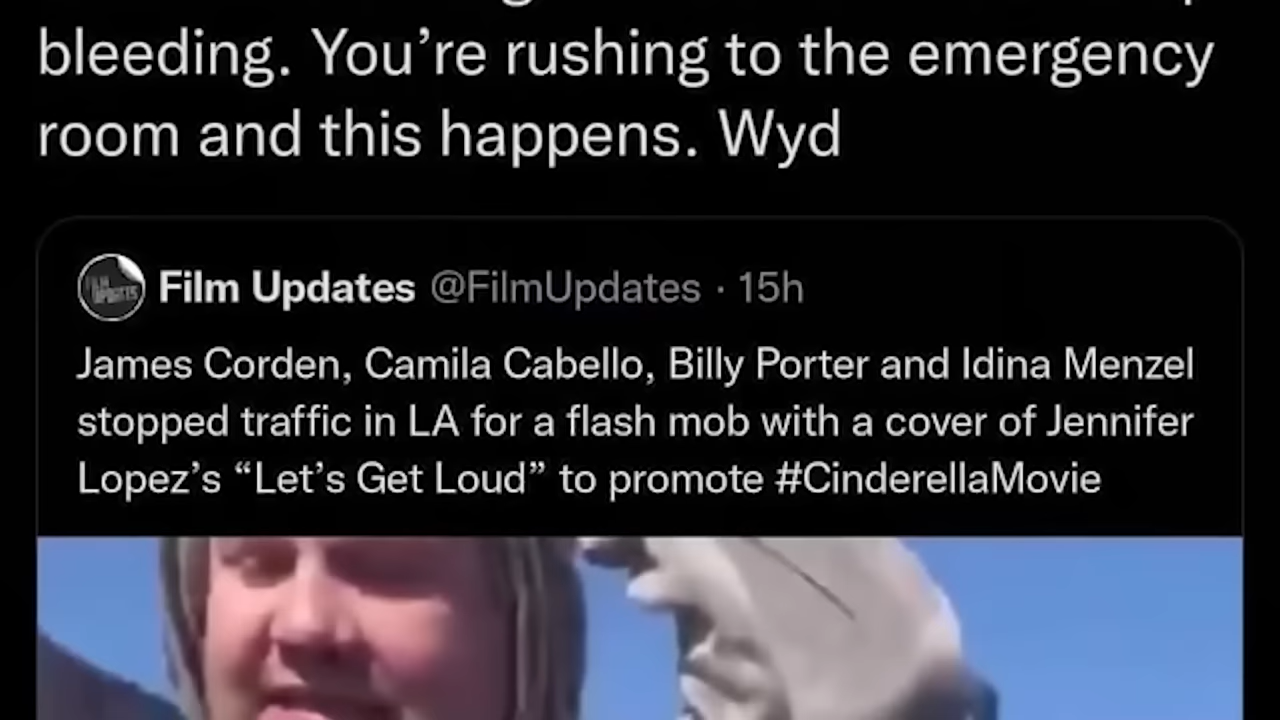 bleeding. You’re rushing to the emergency
room and this happens. Wyd
Film Updates @FilmUpdates · 15h
James Corden, Camila Cabello, Billy Porter and Idina Menzel
stopped traffic in LA for a flash mob with a cover of Jennifer
Lopez’s “Let’s Get Loud” to promote #CinderellaMovie